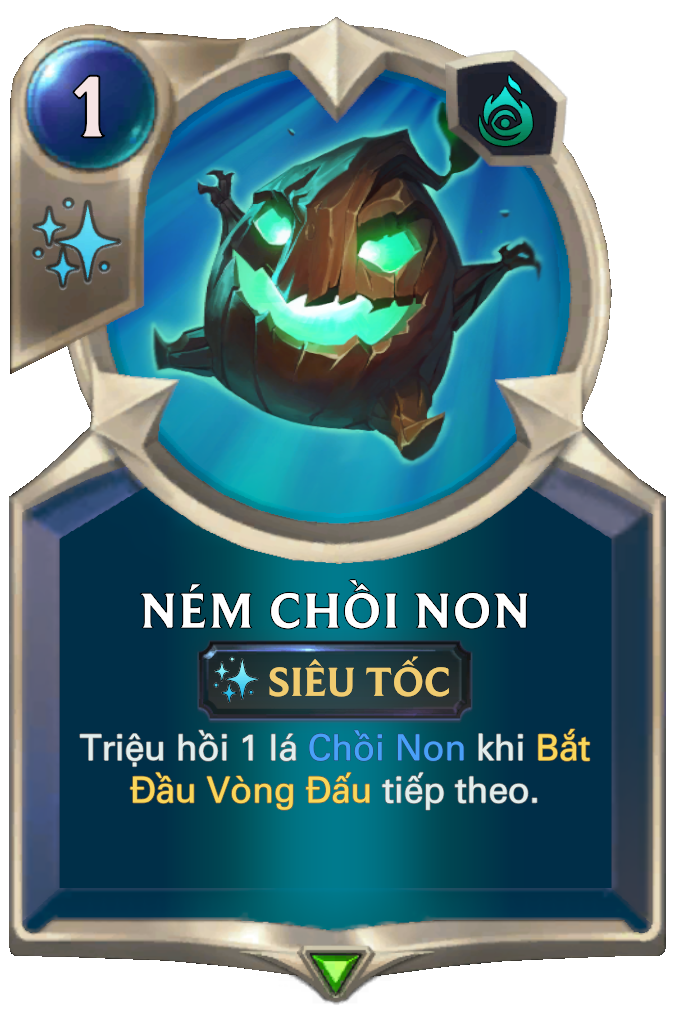 1
NÉM CHỒI NON
SIÊU TỐC
Triệu hồi 1 lá Chồi Non khi Bắt
Đầu Vòng Đấu tiếp theo.